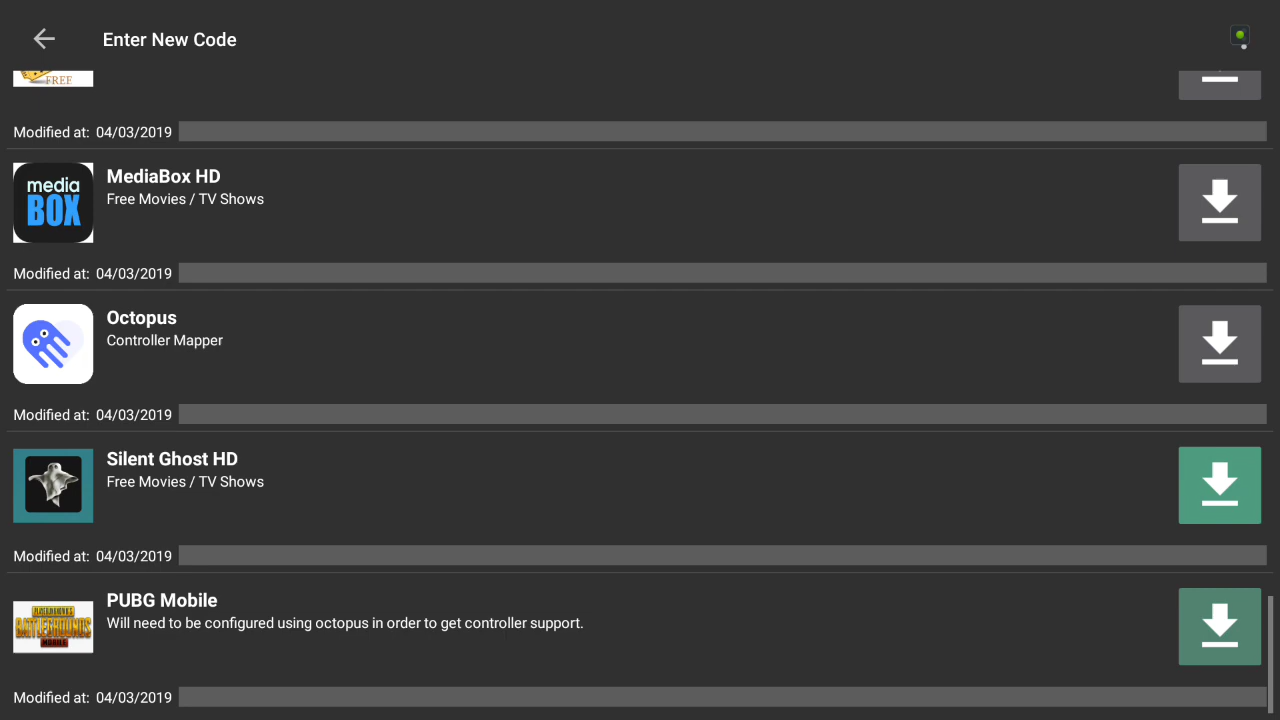 Enter New Code
FREE
Modified at: 04/03/2019
media
BOX
MediaBox HD
Free Movies / TV Shows
Modified at: 04/03/2019
Octopus
Controller Mapper
Modified at: 04/03/2019
Silent Ghost HD
Free Movies / TV Shows
Modified at: 04/03/2019
PLAYERUNKNOWN'S
BATTLEGROUNDS
MOBILE
PUBG Mobile
Will need to be configured using octopus in order to get controller support.
Modified at: 04/03/2019